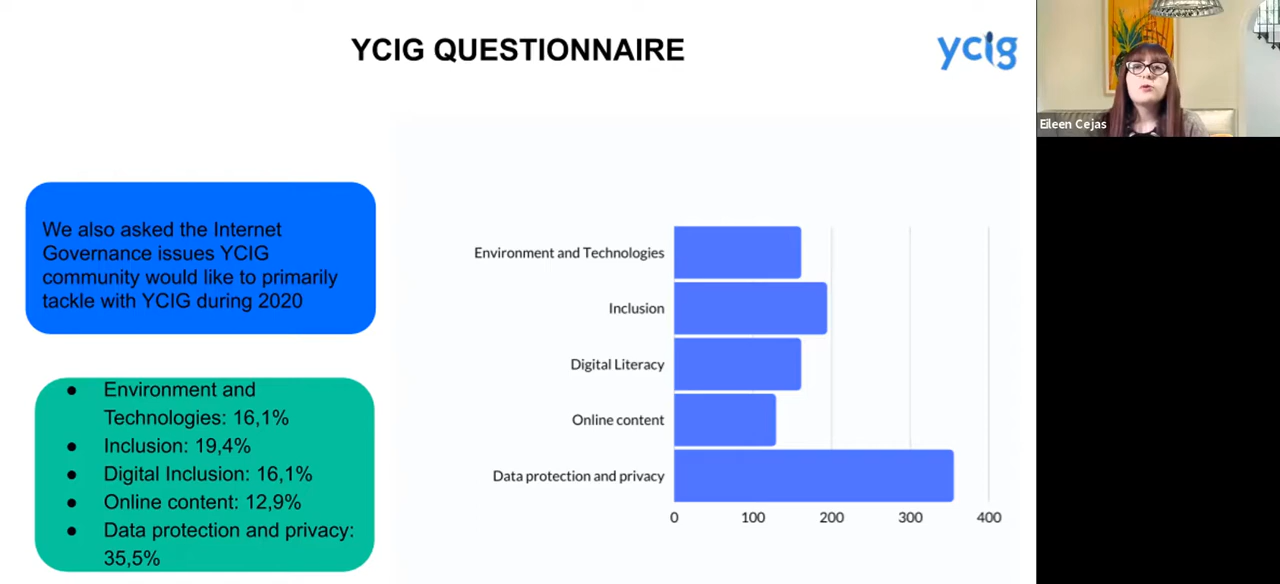 YCIG QUESTIONNAIRE
ycig
Eileen Cejas
We also asked the Internet
Governance issues YCIG
community would like to primarily
tackle with YCIG during 2020
● Environment and
Technologies: 16,1%
● Inclusion: 19,4%
● Digital Inclusion: 16,1%
● Online content: 12,9%
● Data protection and privacy:
35,5%
Environment and Technologies
Inclusion
Digital Literacy
Online content
Data protection and privacy
0 100 200 300 400